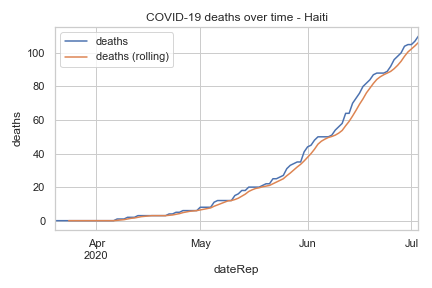 COVID-19 deaths over time - Haiti
deaths
deaths (rolling)
deaths
100
80
60
40
20
0
Apr
2020
May
Jun
Jul
dateRep